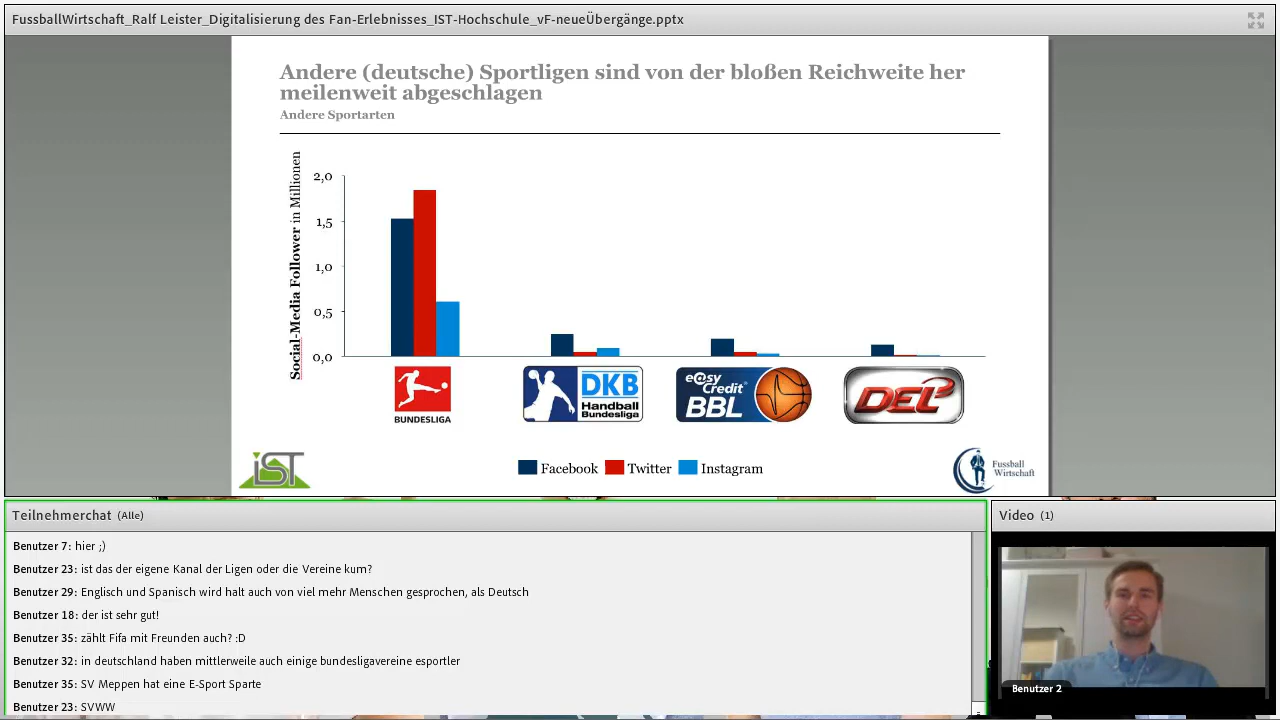 FussballWirtschaft_Ralf Leister_Digitalisierung des Fan-Erlebnisses_IST-Hochschule_vF-neueÜbergänge.pptx
Andere (deutsche) Sportligen sind von der bloßen Reichweite her
meilenweit abgeschlagen
Andere Sportarten
Social-Media Follower in Millionen
2,0
1,5
1,0
0,5
0,0
BUNDESLIGA
DKB
Handball
Bundesliga
e@sy
Credit
BBL
DEL2
iST
Facebook Twitter Instagram
Fussball
Wirtschaft
Teilnehmerchat (Alle)
Benutzer 7: hier ;)
Benutzer 23: ist das der eigene Kanal der Ligen oder die Vereine kum?
Benutzer 29: Englisch und Spanisch wird halt auch von viel mehr Menschen gesprochen, als Deutsch
Benutzer 18: der ist sehr gut!
Benutzer 35: zählt Fifa mit Freunden auch? :D
Benutzer 32: in deutschland haben mittlerweile auch einige bundesligavereine esportler
Benutzer 35: SV Meppen hat eine E-Sport Sparte
Benutzer 23: SVWW
Video (1)
Benutzer 2